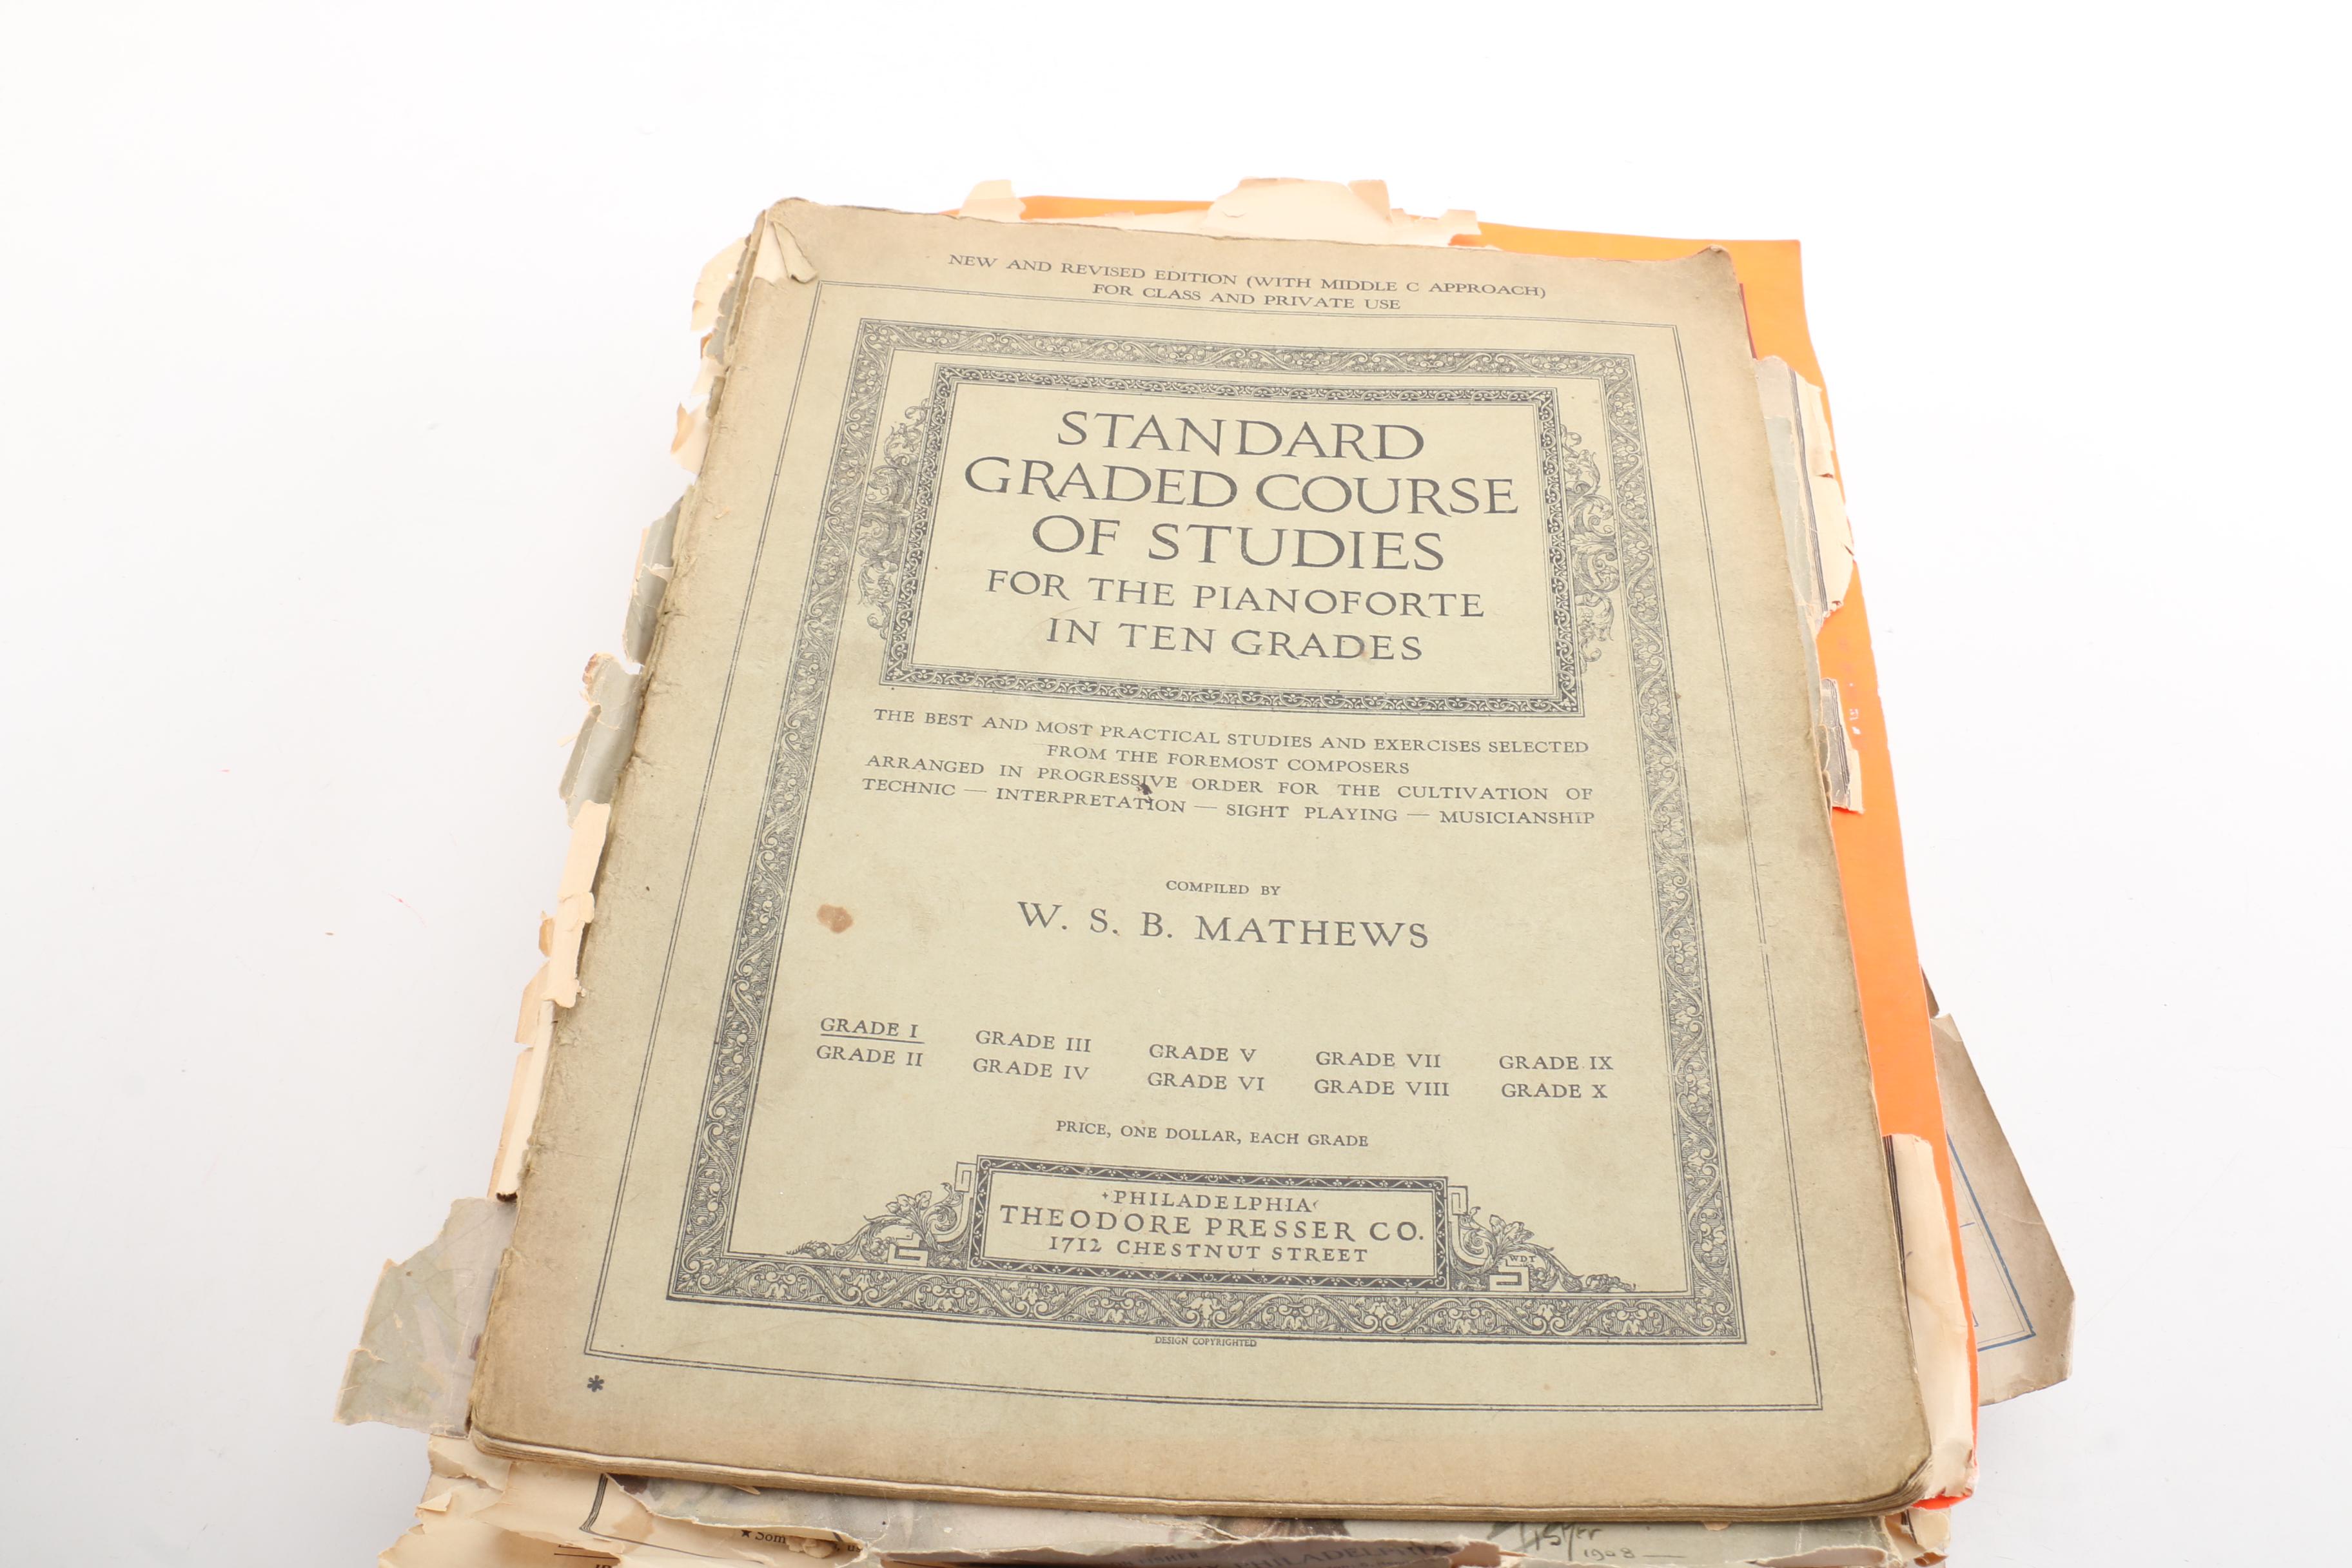 NEW AND REVISED EDITION (WITH MIDDLE C APPROACH)
FOR CLASS AND PRIVATE USE
STANDARD
GRADED COURSE
OF STUDIES
FOR THE PIANOFORTE
IN TEN GRADES
THE BEST AND MOST PRACTICAL STUDIES AND EXERCISES SELECTED
FROM THE FOREMOST COMPOSERS
ARRANGED IN PROGRESSIVE ORDER FOR THE CULTIVATION OF
TECHNIC — INTERPRETATION — SIGHT PLAYING — MUSICIANSHIP
COMPILED BY
W. S. B. MATHEWS
GRADE I GRADE III GRADE V GRADE VII GRADE IX
GRADE II GRADE IV GRADE VI GRADE VIII GRADE X
PRICE, ONE DOLLAR, EACH GRADE
PHILADELPHIA
THEODORE PRESSER CO.
1712 CHESTNUT STREET
WDT
DESIGN COPYRIGHTED
*
Fisher
1908
PHILADELPHIA